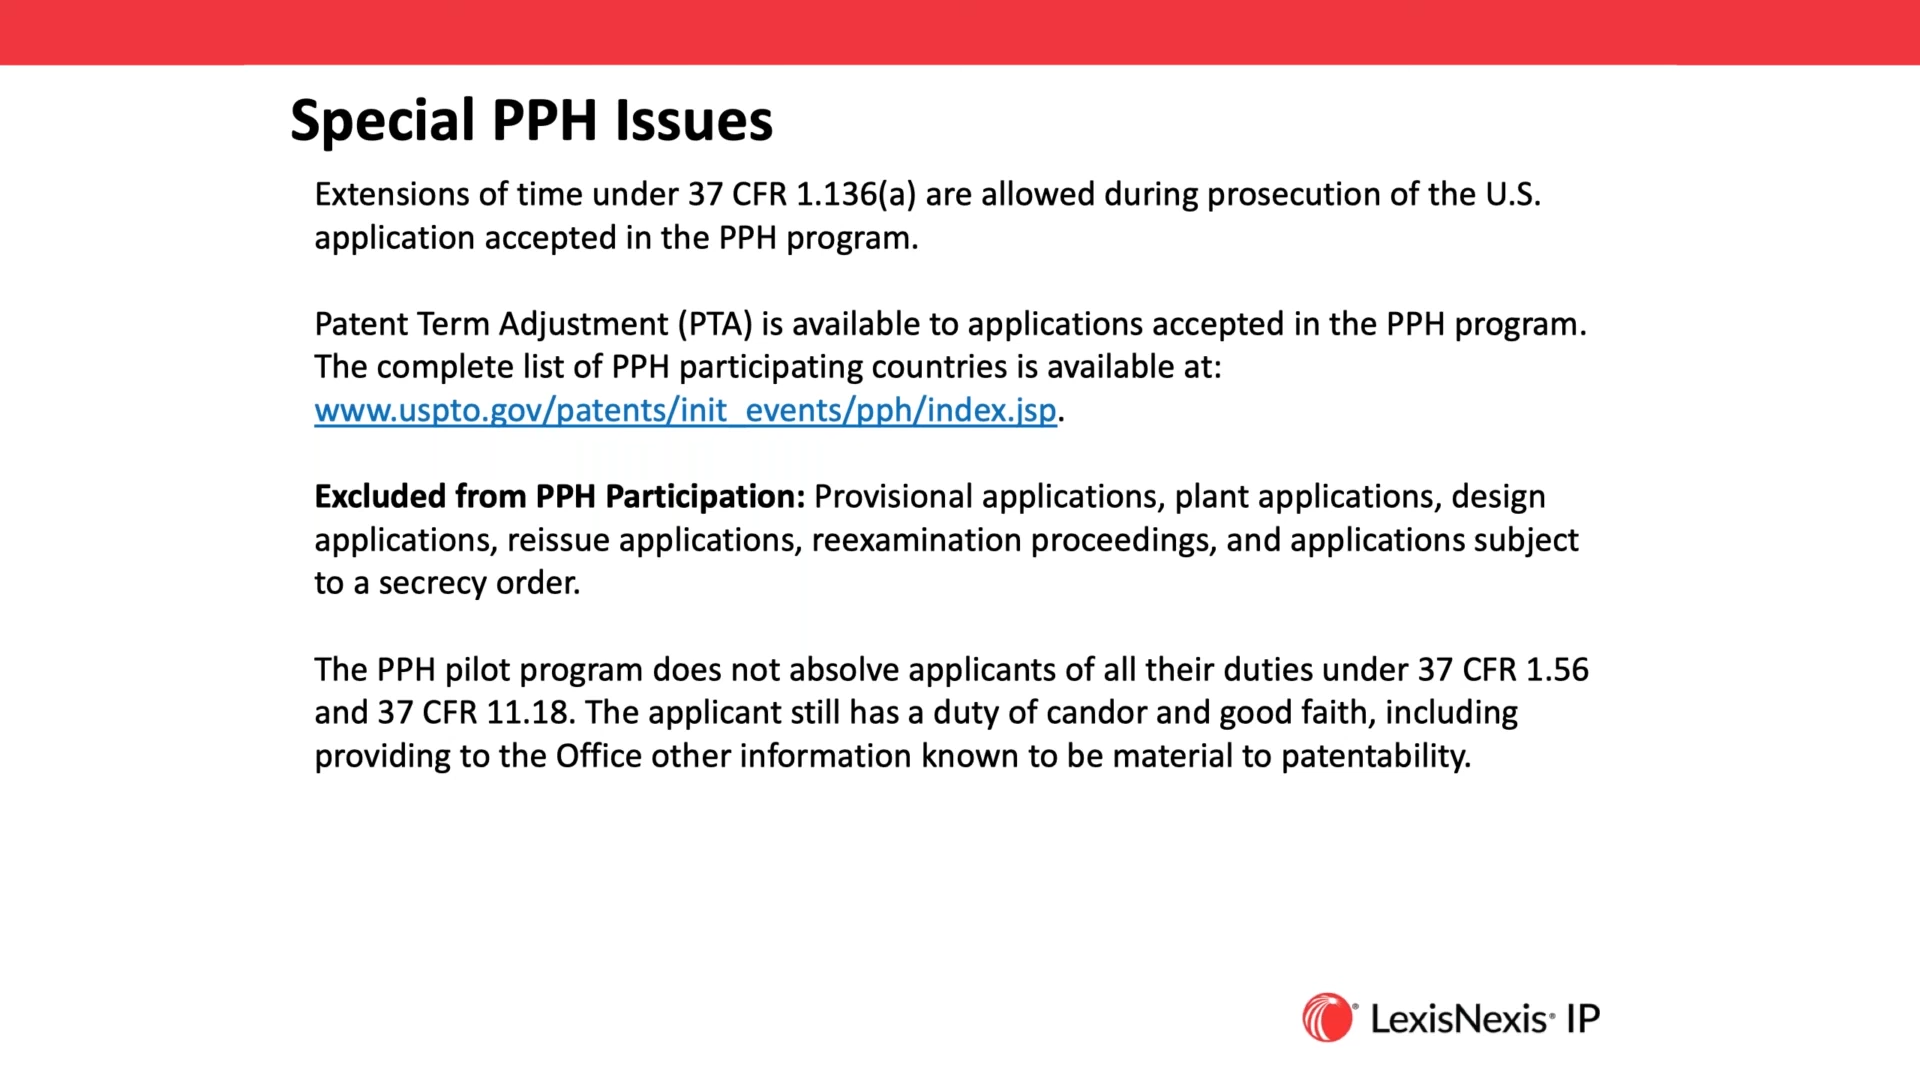 Special PPH Issues
Extensions of time under 37 CFR 1.136(a) are allowed during prosecution of the U.S.
application accepted in the PPH program.
Patent Term Adjustment (PTA) is available to applications accepted in the PPH program.
The complete list of PPH participating countries is available at:
www.uspto.gov/patents/init_events/pph/index.jsp.
Excluded from PPH Participation: Provisional applications, plant applications, design
applications, reissue applications, reexamination proceedings, and applications subject
to a secrecy order.
The PPH pilot program does not absolve applicants of all their duties under 37 CFR 1.56
and 37 CFR 11.18. The applicant still has a duty of candor and good faith, including
providing to the Office other information known to be material to patentability.
® LexisNexis® IP